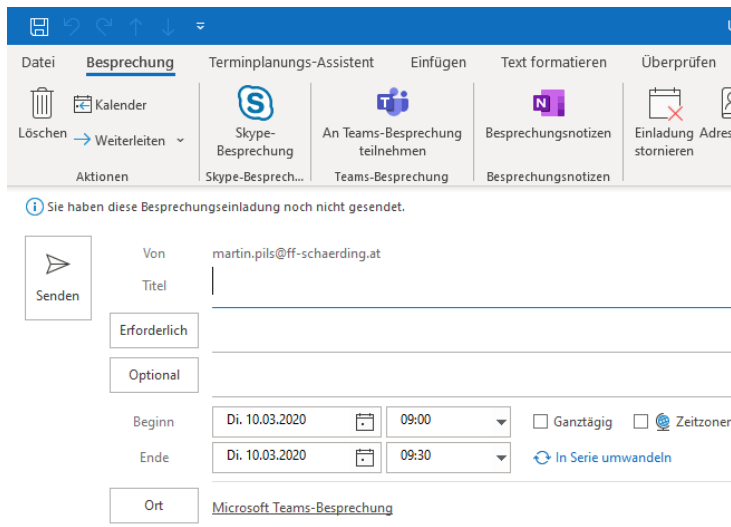 Datei Besprechung Terminplanungs-Assistent Einfügen Text formatieren Überprüfen
Löschen
Kalender
Weiterleiten
Skype-
Besprechung
An Teams-Besprechung
teilnehmen
Besprechungsnotizen
Einladung
stornieren
Aktionen Skype-Besprech... Teams-Besprechung Besprechungsnotizen
Sie haben diese Besprechungseinladung noch nicht gesendet.
Senden
Von martin.pils@ff-schaerding.at
Titel
Erforderlich
Optional
Beginn Di. 10.03.2020 09:00 Ganztägig
Ende Di. 10.03.2020 09:30 In Serie umwandeln
Ort Microsoft Teams-Besprechung